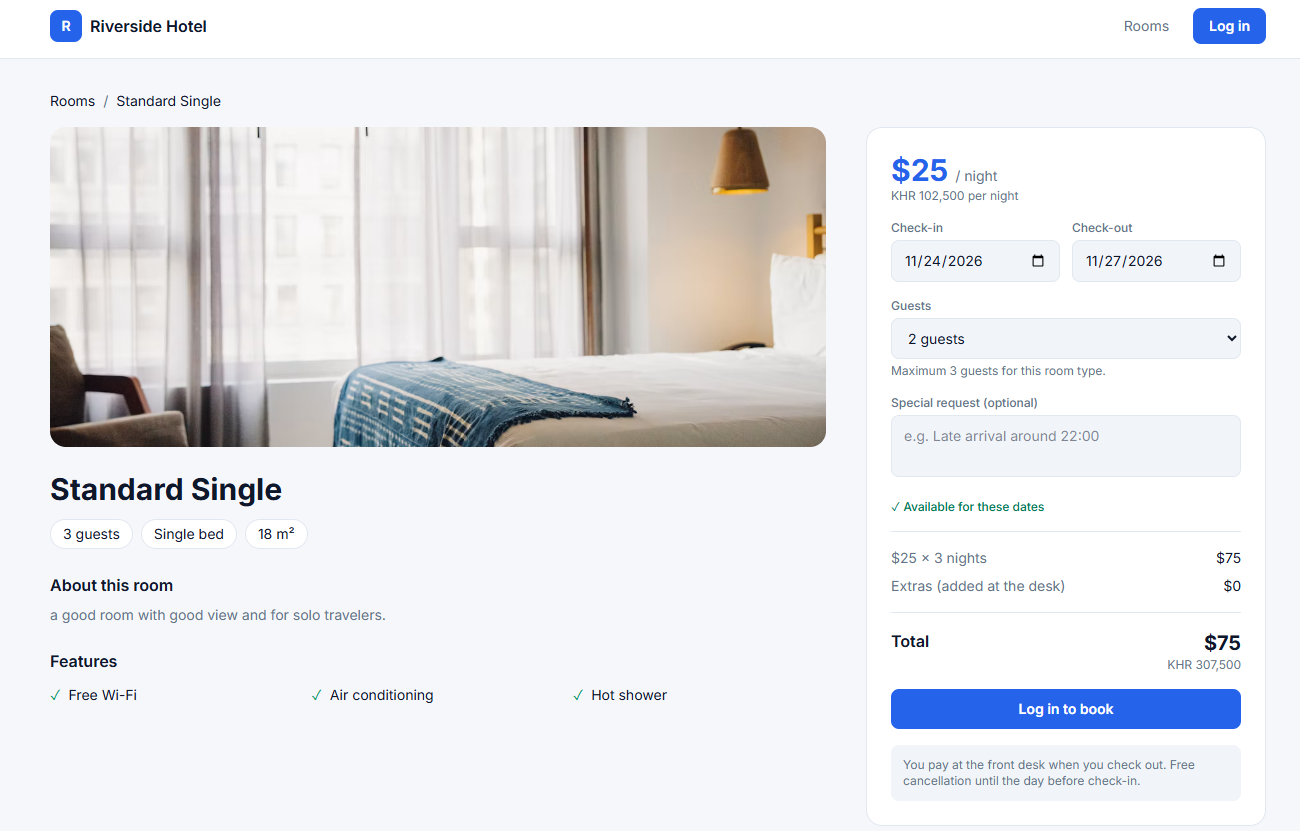 R Riverside Hotel
Rooms
Log in
Rooms / Standard Single
Standard Single
3 guests
Single bed
18 m²
About this room
a good room with good view and for solo travelers.
Features
✓ Free Wi-Fi
✓ Air conditioning
✓ Hot shower
$25 / night
KHR 102,500 per night
Check-in
Check-out
11/24/2026
11/27/2026
Guests
2 guests
Maximum 3 guests for this room type.
Special request (optional)
e.g. Late arrival around 22:00
✓ Available for these dates
$25 × 3 nights
$75
Extras (added at the desk)
$0
Total
$75
KHR 307,500
Log in to book
You pay at the front desk when you check out. Free
cancellation until the day before check-in.